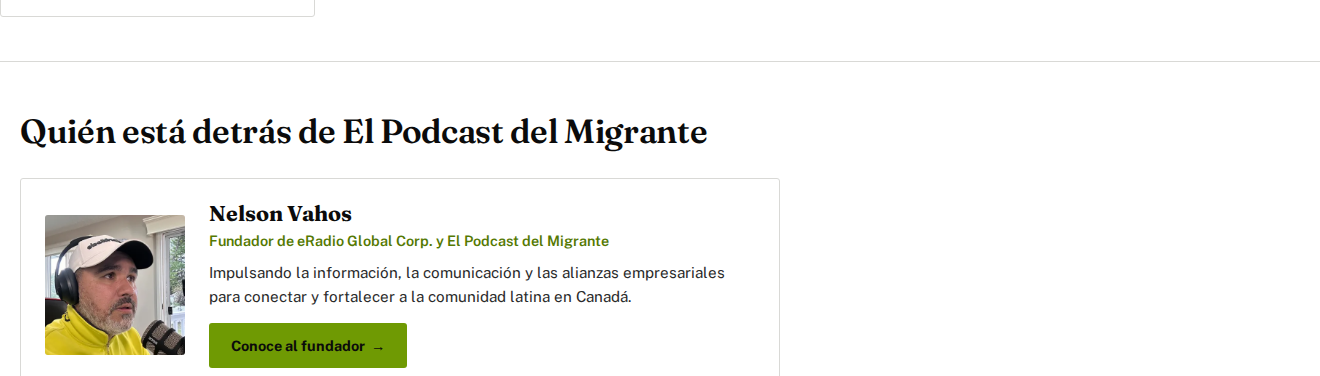 Quién está detrás de El Podcast del Migrante
Nelson Vahos
Fundador de eRadio Global Corp. y El Podcast del Migrante
Impulsando la información, la comunicación y las alianzas empresariales
para conectar y fortalecer a la comunidad latina en Canadá.
Conoce al fundador →